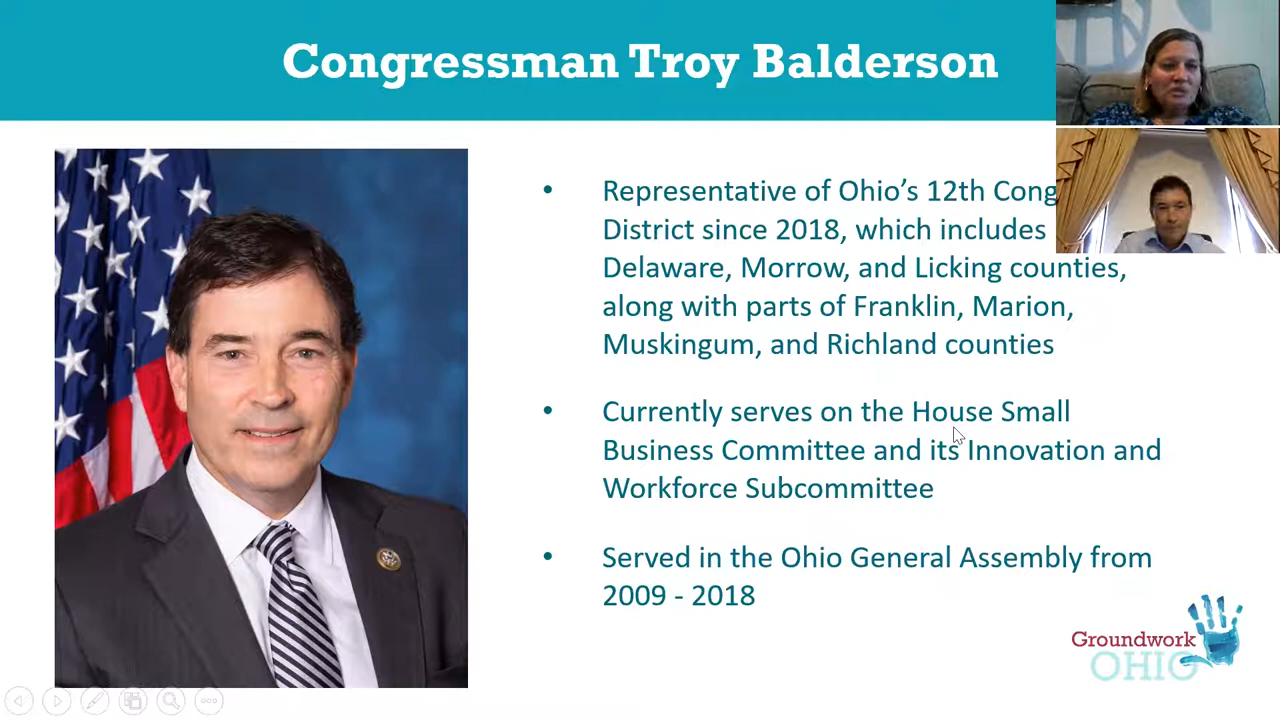 Congressman Troy Balderson
• Representative of Ohio’s 12th Cong
District since 2018, which includes
Delaware, Morrow, and Licking counties,
along with parts of Franklin, Marion,
Muskingum, and Richland counties
• Currently serves on the House Small
Business Committee and its Innovation and
Workforce Subcommittee
• Served in the Ohio General Assembly from
2009 - 2018
Groundwork
OHIO